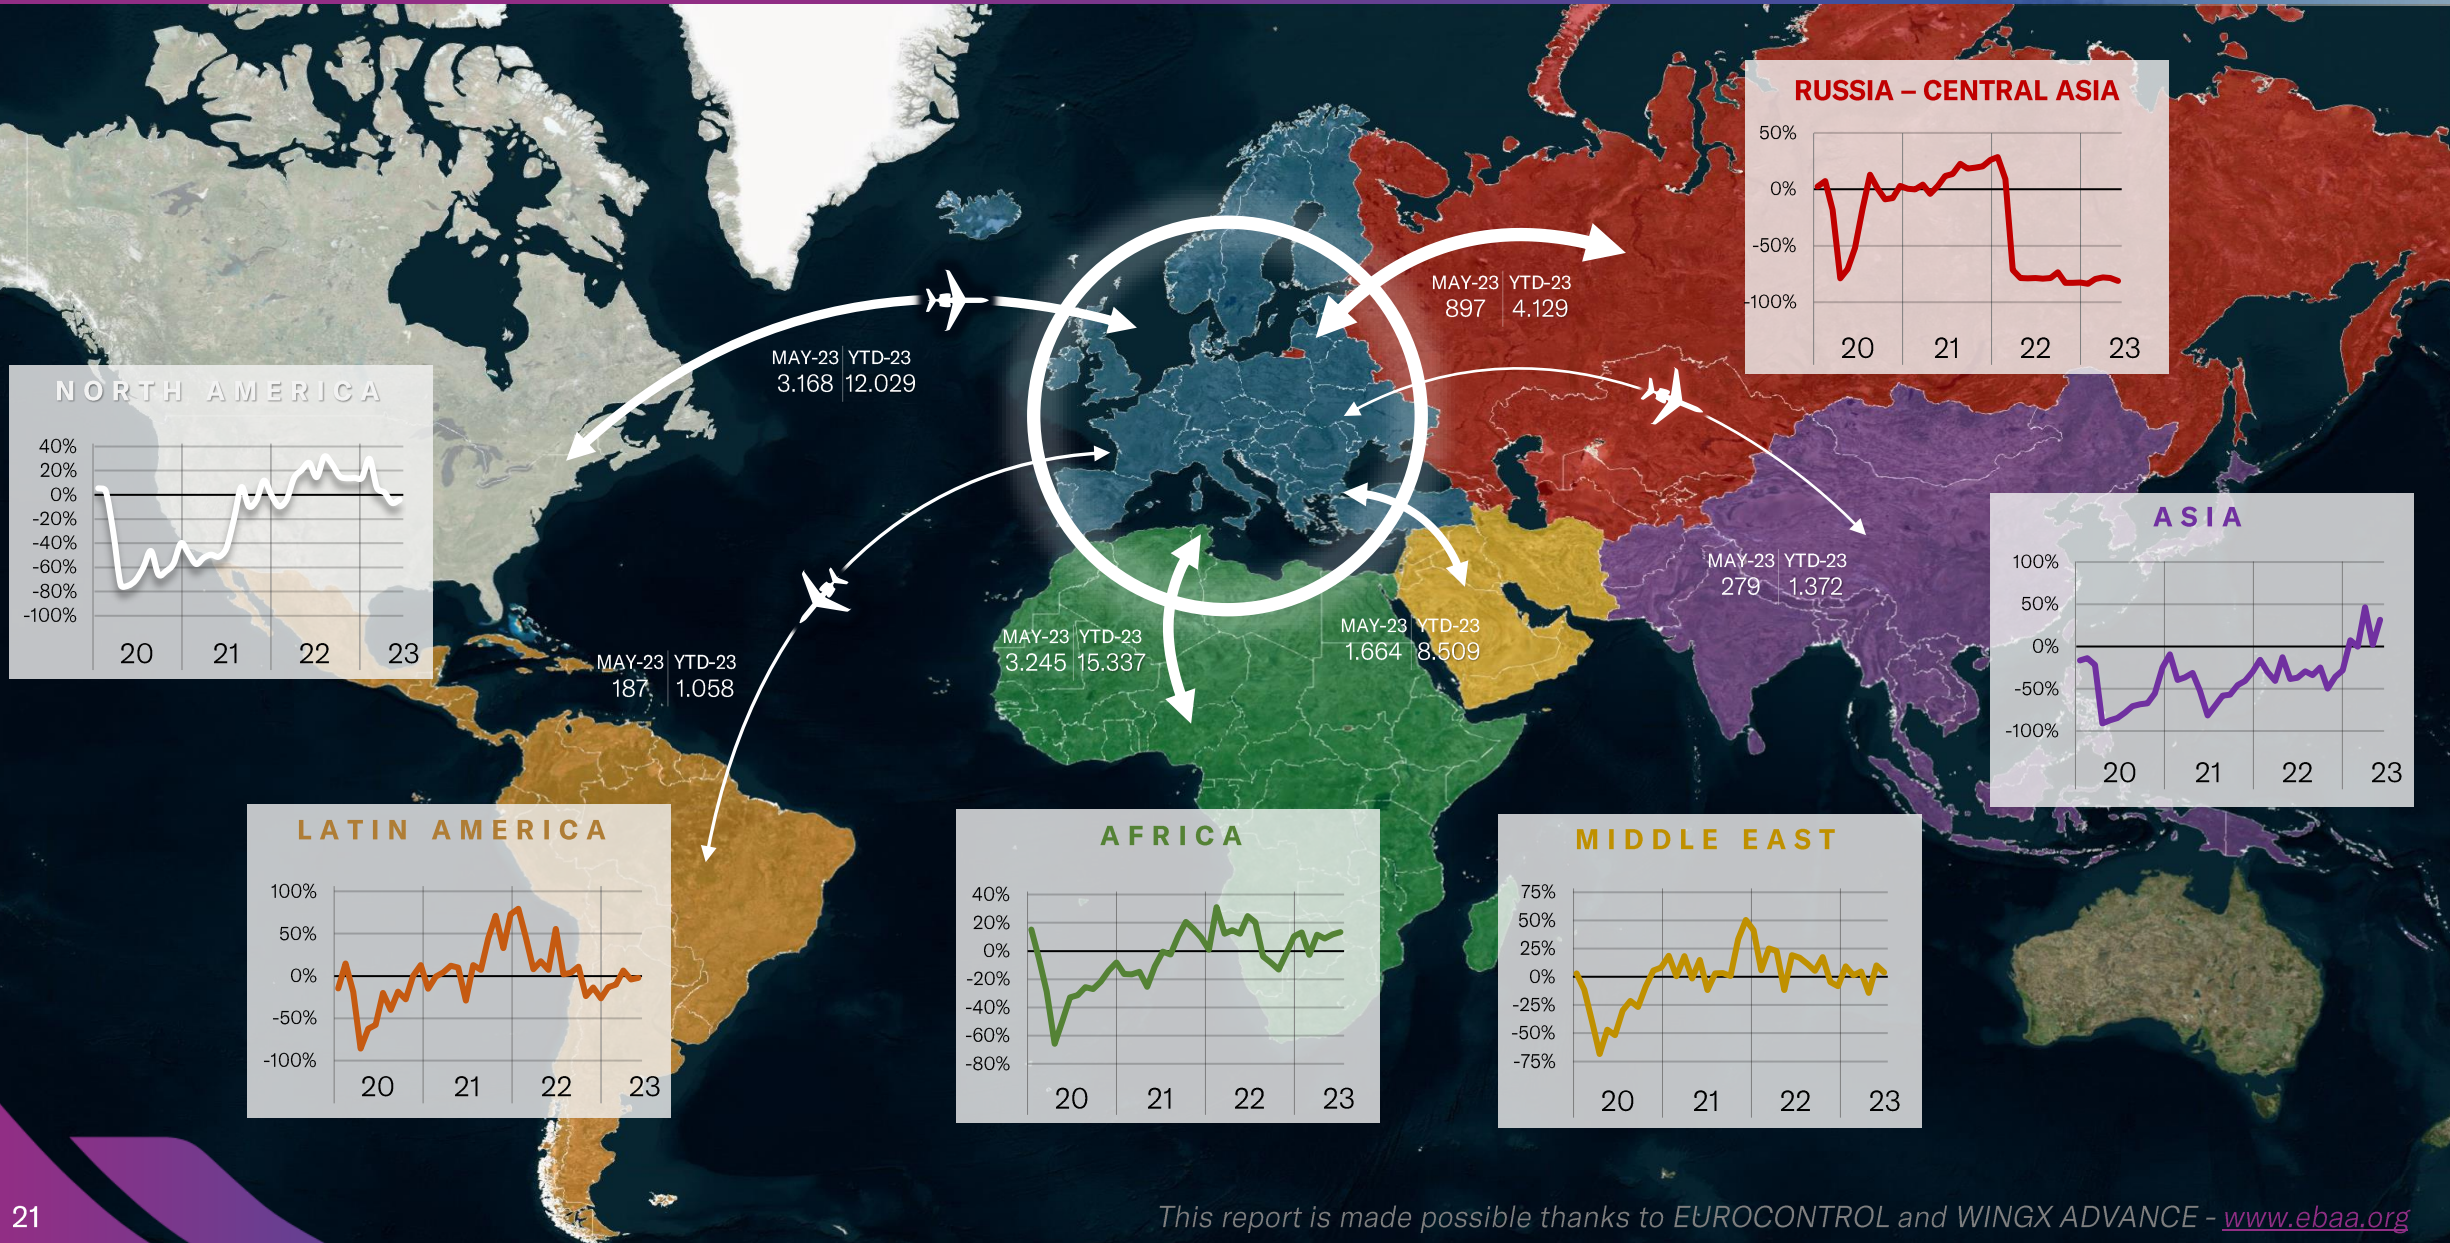 RUSSIA – CENTRAL ASIA
50%
0%
-50%
-100%
20 21 22 23
MAY-23 YTD-23
897 4.129
MAY-23 YTD-23
3.168 12.029
NORTH AMERICA
40%
20%
0%
-20%
-40%
-60%
-80%
-100%
20 21 22 23
ASIA
100%
50%
0%
-50%
-100%
20 21 22 23
MAY-23 YTD-23
279 1.372
MAY-23 YTD-23
1.664 8.509
MAY-23 YTD-23
3.245 15.337
MAY-23 YTD-23
187 1.058
LATIN AMERICA
100%
50%
0%
-50%
-100%
20 21 22 23
AFRICA
40%
20%
0%
-20%
-40%
-60%
-80%
20 21 22 23
MIDDLE EAST
75%
50%
25%
0%
-25%
-50%
-75%
20 21 22 23
21
This report is made possible thanks to EUROCONTROL and WINGX ADVANCE - www.ebaa.org